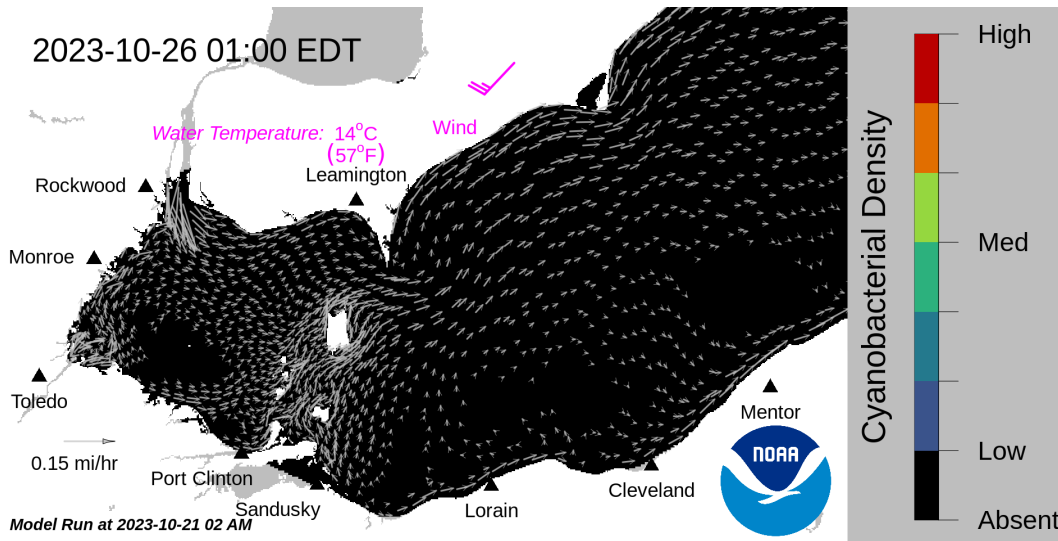 2023-10-26 01:00 EDT
Water Temperature: 14°C
(57°F)
Wind
Leamington
Rockwood
Monroe
Toledo
0.15 mi/hr
Port Clinton
Sandusky
Lorain
Cleveland
Mentor
NOAA
Model Run at 2023-10-21 02 AM
Cyanobacterial Density
High
Med
Low
Absent